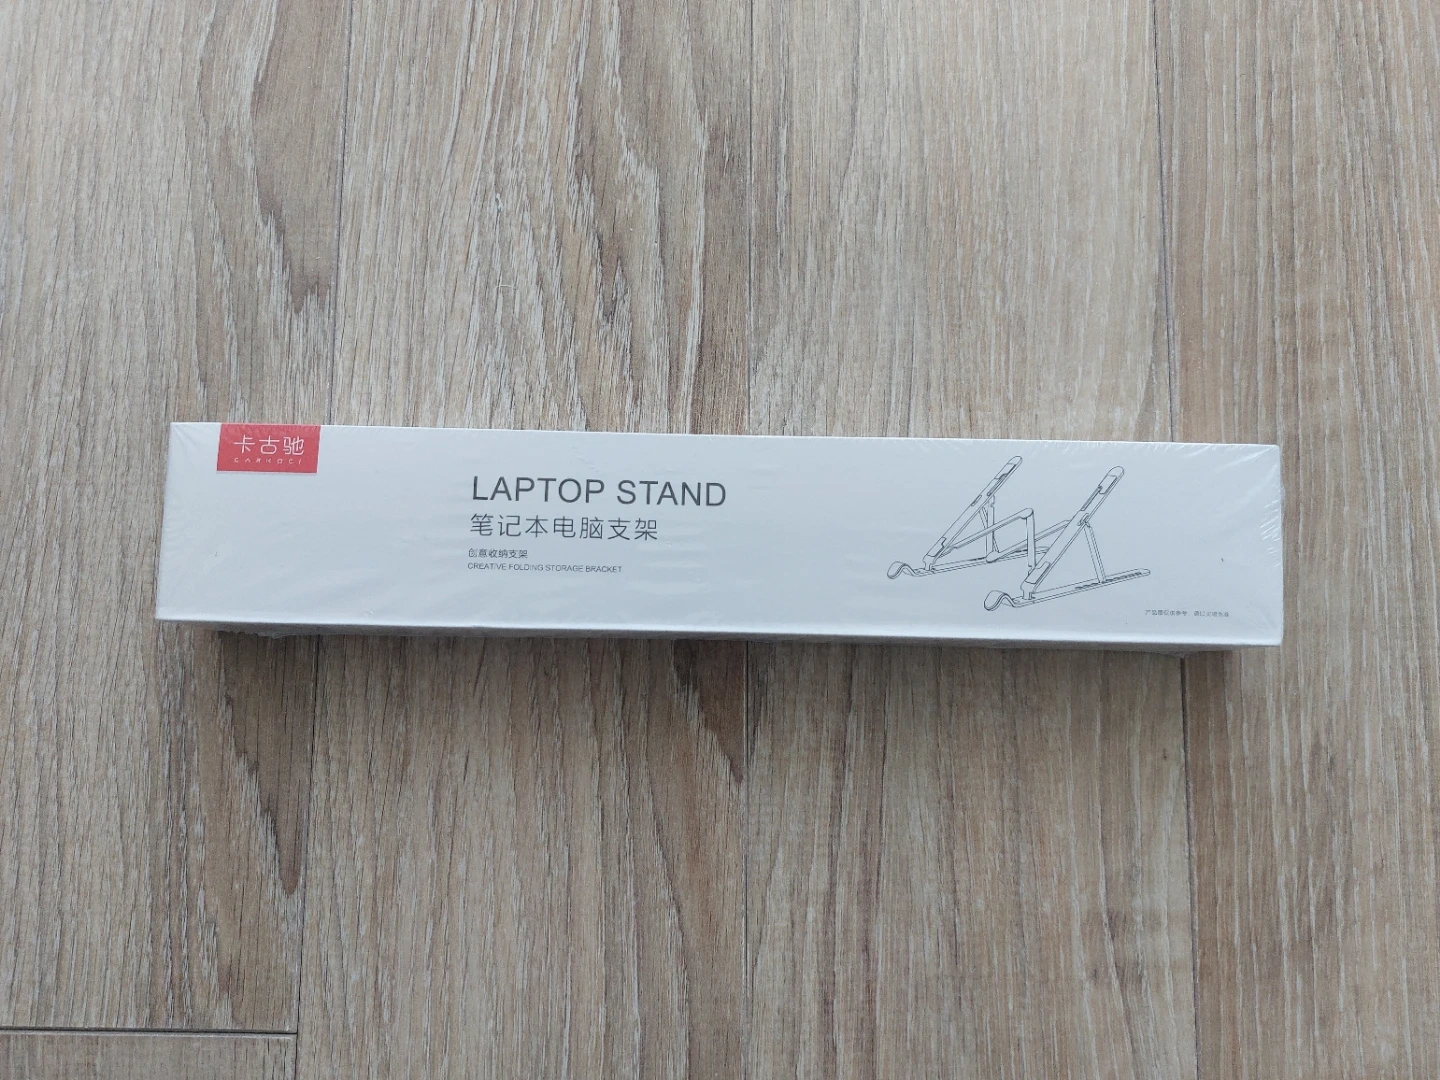 卡古驰
CARKOCI
LAPTOP STAND
笔记本电脑支架
创意收纳支架
CREATIVE FOLDING STORAGE BRACKET